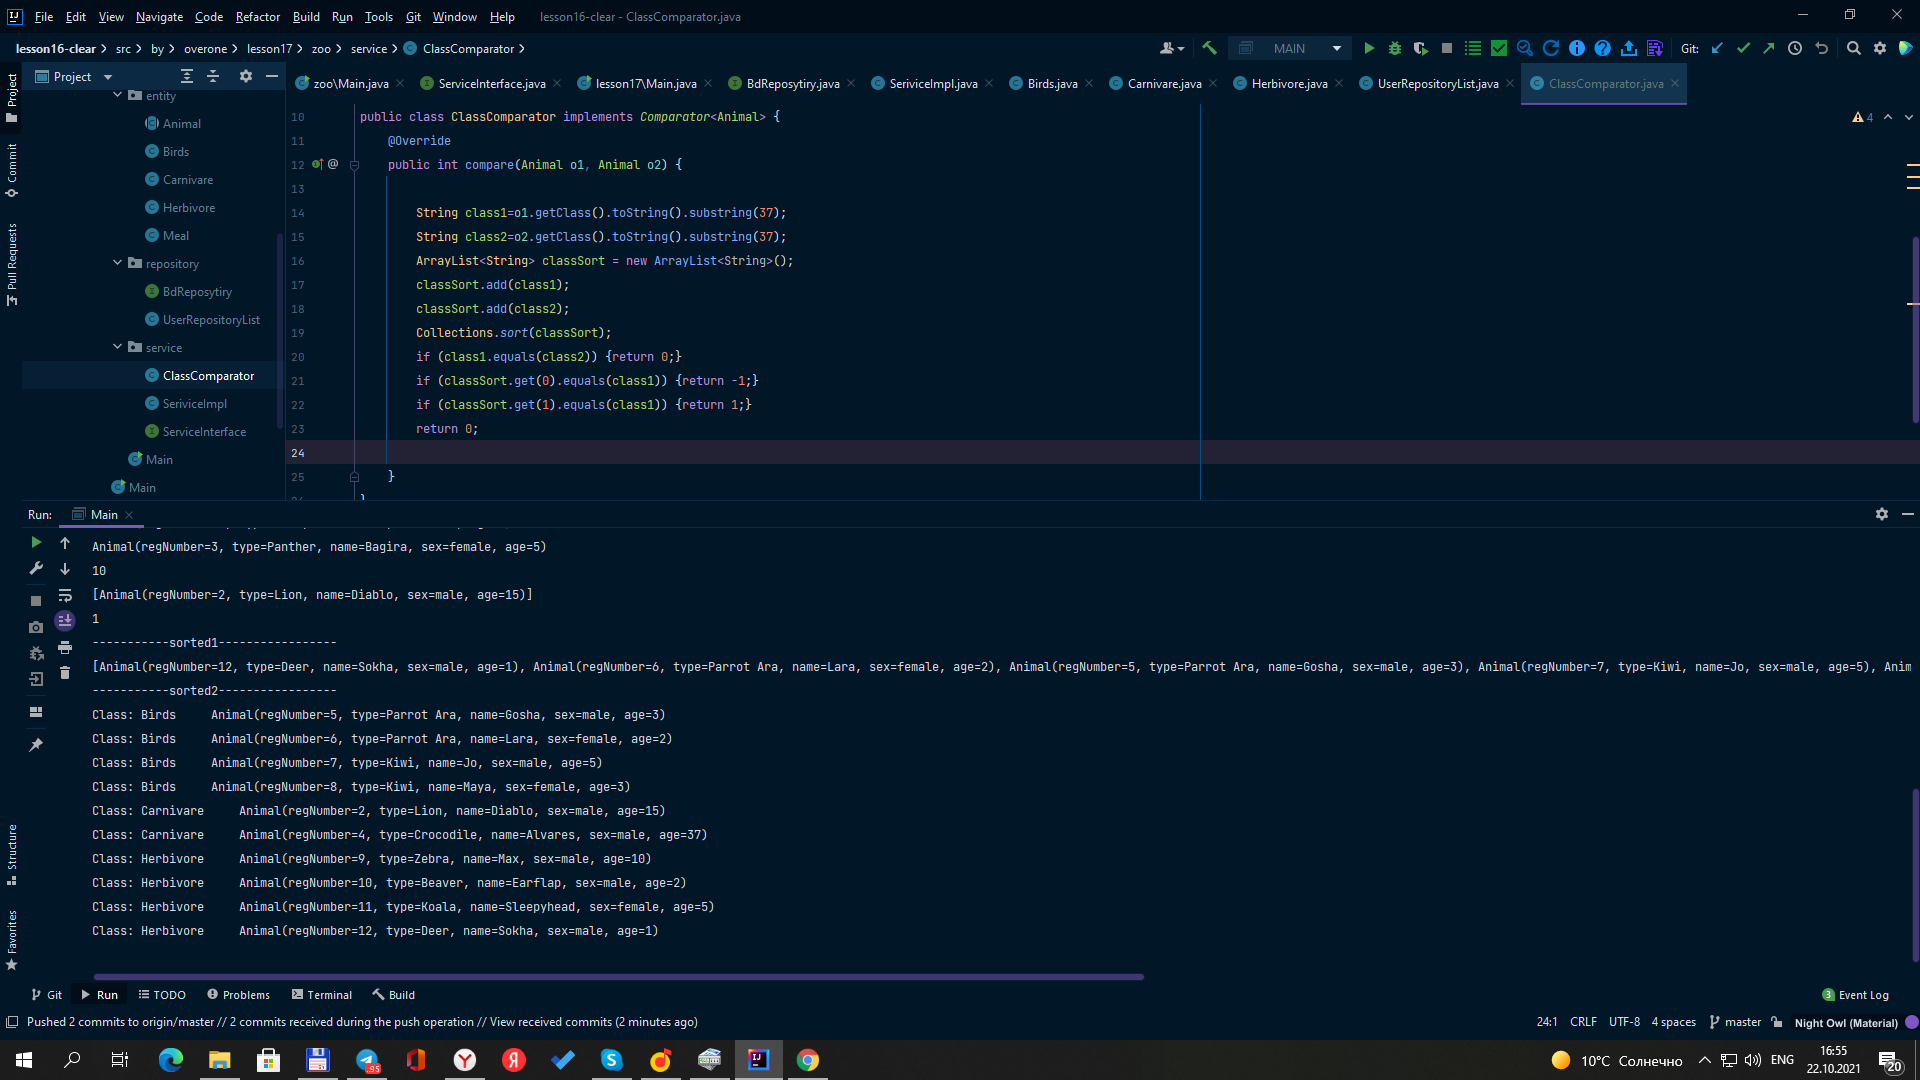 File Edit View Navigate Code Refactor Build Run Tools Git Window Help lesson16-clear - ClassComparator.java
lesson16-clear src by overone lesson17 zoo service ClassComparator MAIN Git:
Project
zoo\Main.java ServiceInterface.java lesson17\Main.java BdReposytiry.java SeriviceImpl.java Birds.java Carnivare.java Herbivore.java UserRepositoryList.java ClassComparator.java
Project
Commit
Pull Requests
Structure
Favorites
entity
Animal
Birds
Carnivare
Herbivore
Meal
repository
BdReposytiry
UserRepositoryList
service
ClassComparator
SeriviceImpl
ServiceInterface
Main
Main
4
10 public class ClassComparator implements Comparator<Animal> {
11 @Override
12 public int compare(Animal o1, Animal o2) {
13
14 String class1=o1.getClass().toString().substring(37);
15 String class2=o2.getClass().toString().substring(37);
16 ArrayList<String> classSort = new ArrayList<String>();
17 classSort.add(class1);
18 classSort.add(class2);
19 Collections.sort(classSort);
20 if (class1.equals(class2)) {return 0;}
21 if (classSort.get(0).equals(class1)) {return -1;}
22 if (classSort.get(1).equals(class1)) {return 1;}
23 return 0;
24
25 }
Run: Main
Animal(regNumber=3, type=Panther, name=Bagira, sex=female, age=5)
10
[Animal(regNumber=2, type=Lion, name=Diablo, sex=male, age=15)]
1
-----------sorted1-----------------
[Animal(regNumber=12, type=Deer, name=Sokha, sex=male, age=1), Animal(regNumber=6, type=Parrot Ara, name=Lara, sex=female, age=2), Animal(regNumber=5, type=Parrot Ara, name=Gosha, sex=male, age=3), Animal(regNumber=7, type=Kiwi, name=Jo, sex=male, age=5), Anim
-----------sorted2-----------------
Class: Birds Animal(regNumber=5, type=Parrot Ara, name=Gosha, sex=male, age=3)
Class: Birds Animal(regNumber=6, type=Parrot Ara, name=Lara, sex=female, age=2)
Class: Birds Animal(regNumber=7, type=Kiwi, name=Jo, sex=male, age=5)
Class: Birds Animal(regNumber=8, type=Kiwi, name=Maya, sex=female, age=3)
Class: Carnivare Animal(regNumber=2, type=Lion, name=Diablo, sex=male, age=15)
Class: Carnivare Animal(regNumber=4, type=Crocodile, name=Alvares, sex=male, age=37)
Class: Herbivore Animal(regNumber=9, type=Zebra, name=Max, sex=male, age=10)
Class: Herbivore Animal(regNumber=10, type=Beaver, name=Earflap, sex=male, age=2)
Class: Herbivore Animal(regNumber=11, type=Koala, name=Sleepyhead, sex=female, age=5)
Class: Herbivore Animal(regNumber=12, type=Deer, name=Sokha, sex=male, age=1)
Git Run TODO Problems Terminal Build 3 Event Log
Pushed 2 commits to origin/master // 2 commits received during the push operation // View received commits (2 minutes ago) 24:1 CRLF UTF-8 4 spaces master Night Owl (Material)
.95 10°C Солнечно ENG 16:55
22.10.2021 20